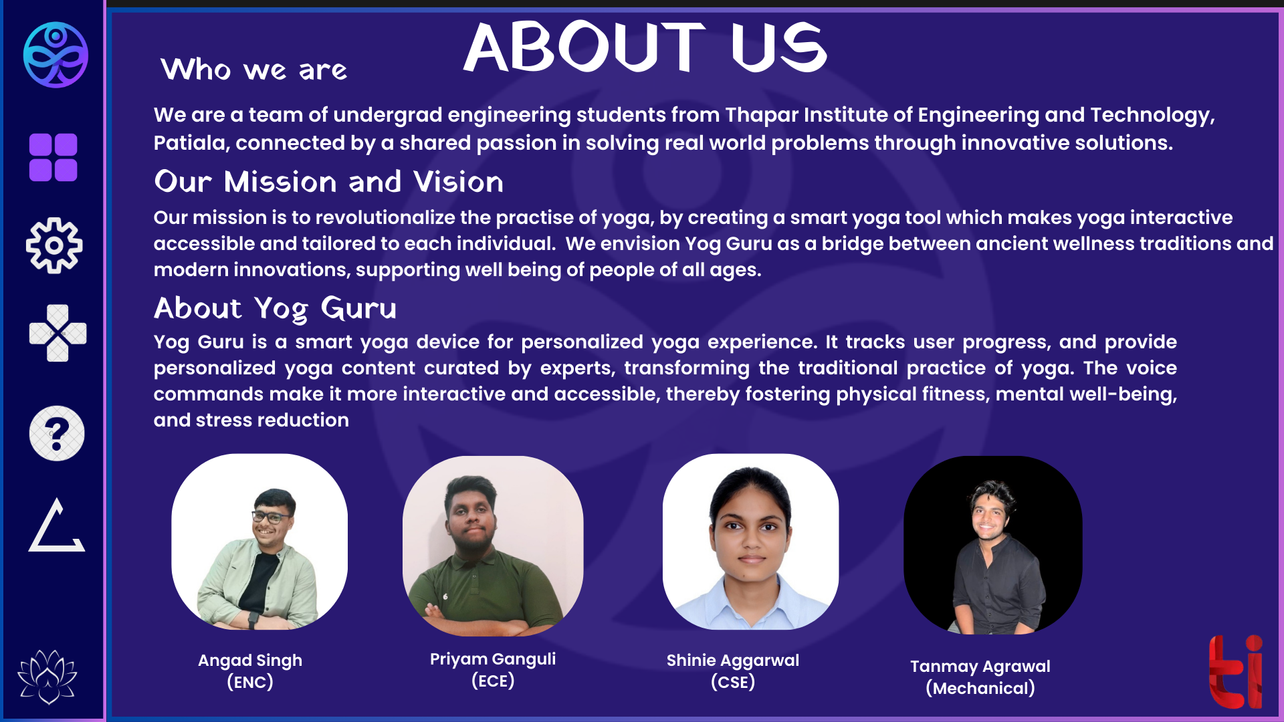 ABOUT US
Who we are
We are a team of undergrad engineering students from Thapar Institute of Engineering and Technology,
Patiala, connected by a shared passion in solving real world problems through innovative solutions.
Our Mission and Vision
Our mission is to revolutionalize the practise of yoga, by creating a smart yoga tool which makes yoga interactive
accessible and tailored to each individual.  We envision Yog Guru as a bridge between ancient wellness traditions and
modern innovations, supporting well being of people of all ages.
About Yog Guru
Yog Guru is a smart yoga device for personalized yoga experience. It tracks user progress, and provide
personalized yoga content curated by experts, transforming the traditional practice of yoga. The voice
commands make it more interactive and accessible, thereby fostering physical fitness, mental well-being,
and stress reduction
?
Angad Singh
(ENC)
Priyam Ganguli
(ECE)
Shinie Aggarwal
(CSE)
Tanmay Agrawal
(Mechanical)
ti